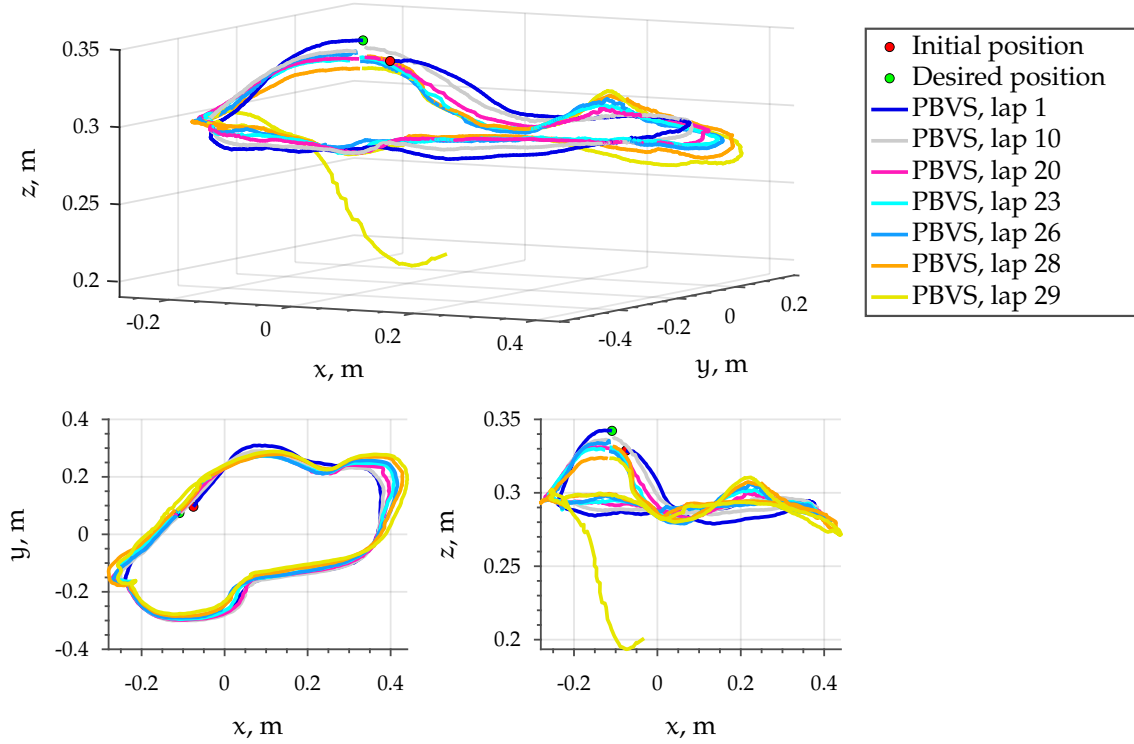 0.35
0.3
0.25
0.2
z, m
-0.2
0
0.2
0.4
x, m
-0.4
-0.2
0
0.2
y, m
Initial position
Desired position
PBVS, lap 1
PBVS, lap 10
PBVS, lap 20
PBVS, lap 23
PBVS, lap 26
PBVS, lap 28
PBVS, lap 29
0.4
0.2
0
-0.2
-0.4
y, m
-0.2
0
0.2
0.4
x, m
0.35
0.3
0.25
0.2
z, m
-0.2
0
0.2
0.4
x, m